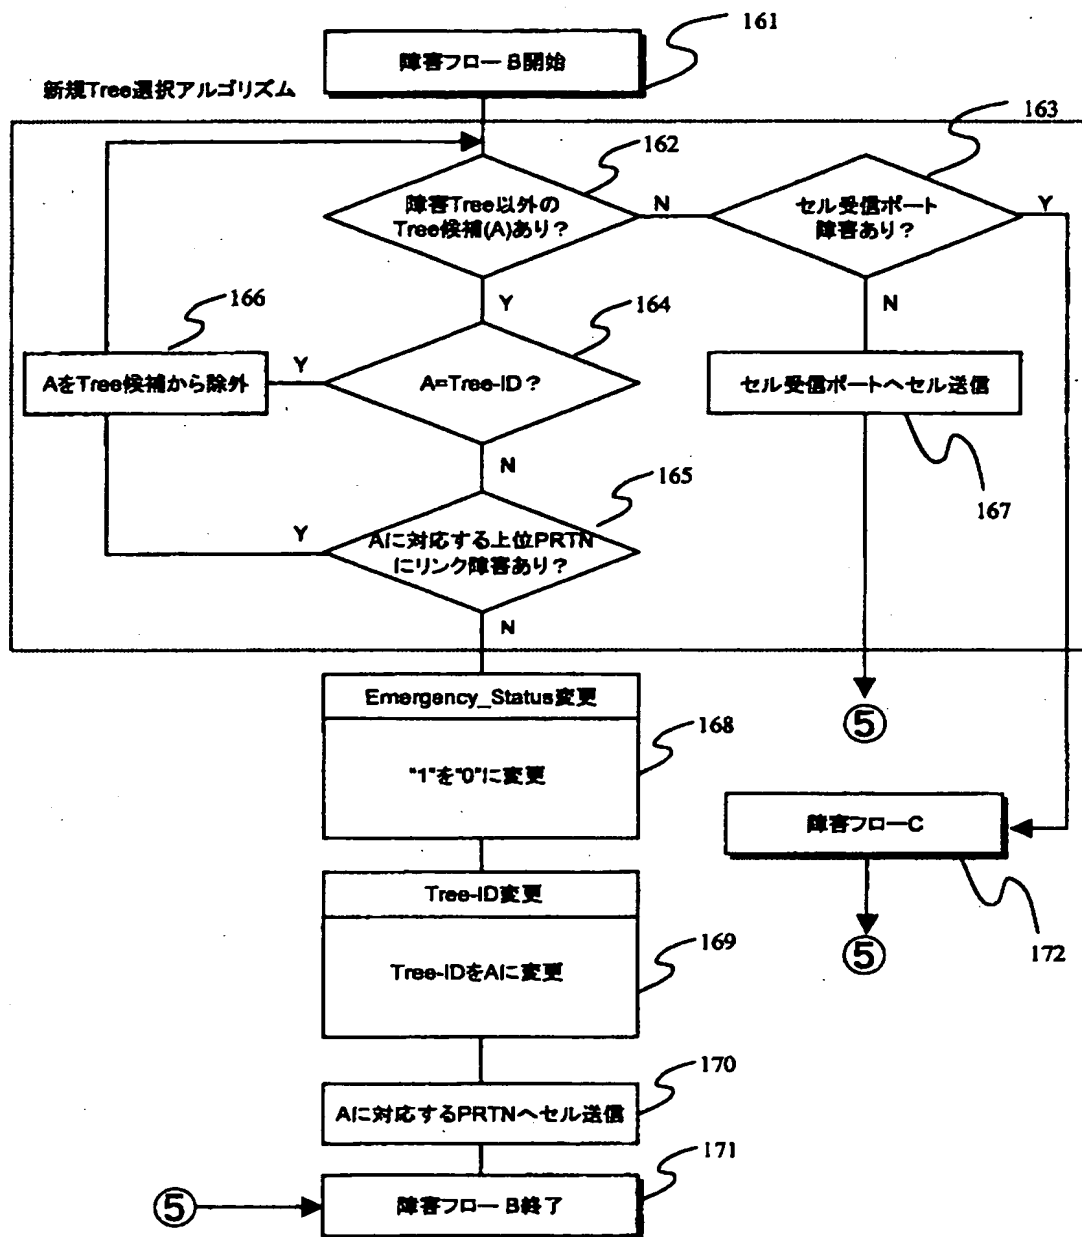 161
障害フロー B開始
新規Tree選択アルゴリズム
162
163
障害Tree以外の
Tree候補(A)あり？
N
セル受信ポート
障害あり？
Y
Y
N
166
164
AをTree候補から除外
Y
A=Tree-ID？
セル受信ポートへセル送信
N
167
165
Y
Aに対応する上位PRTN
にリンク障害あり？
N
Emergency_Status変更
⑤
168
"1"を"0"に変更
障害フローC
Tree-ID変更
172
169
⑤
Tree-IDをAに変更
170
Aに対応するPRTNへセル送信
171
⑤
障害フロー B終了